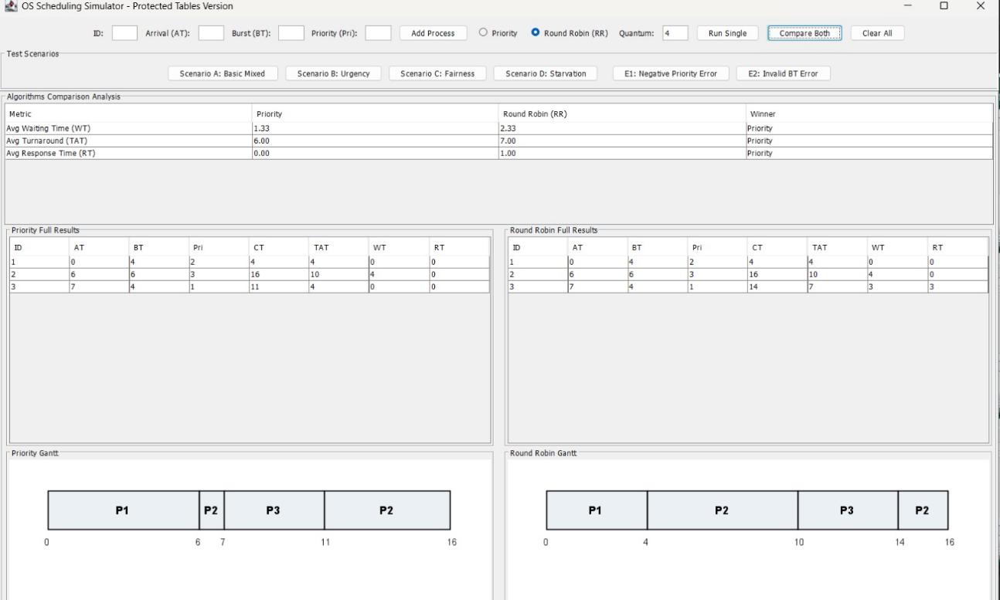 OS Scheduling Simulator - Protected Tables Version
ID: Arrival (AT): Burst (BT): Priority (Pri): Add Process Priority Round Robin (RR) Quantum: 4 Run Single Compare Both Clear All
Test Scenarios
Scenario A: Basic Mixed Scenario B: Urgency Scenario C: Fairness Scenario D: Starvation E1: Negative Priority Error E2: Invalid BT Error
Algorithms Comparison Analysis
Metric Priority Round Robin (RR) Winner
Avg Waiting Time (WT) 1.33 2.33 Priority
Avg Turnaround (TAT) 6.00 7.00 Priority
Avg Response Time (RT) 0.00 1.00 Priority
Priority Full Results
ID AT BT Pri CT TAT WT RT
1 0 4 2 4 4 0 0
2 6 6 3 16 10 4 0
3 7 4 1 11 4 0 0
Round Robin Full Results
ID AT BT Pri CT TAT WT RT
1 0 4 2 4 4 0 0
2 6 6 3 16 10 4 0
3 7 4 1 14 7 3 3
Priority Gantt
P1 P2 P3 P2
0 6 7 11 16
Round Robin Gantt
P1 P2 P3 P2
0 4 10 14 16